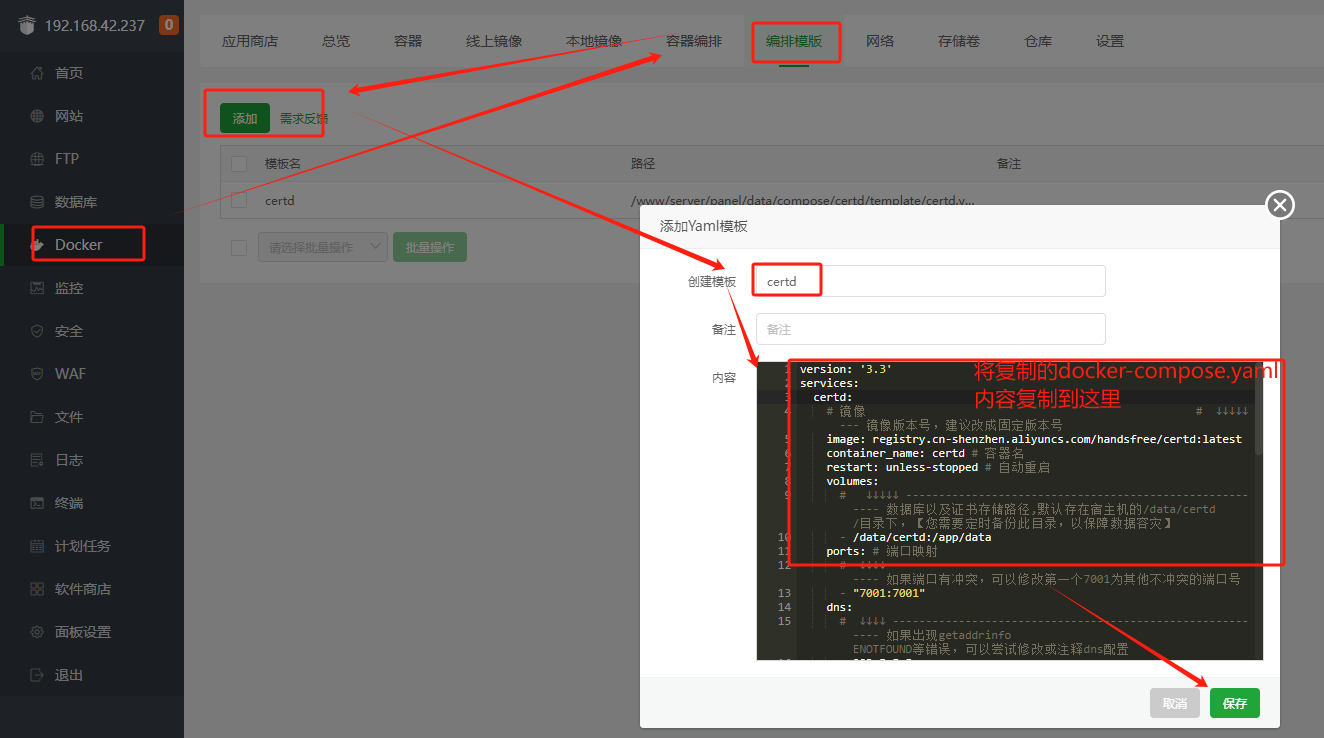 192.168.42.237 0
首页
网站
FTP
数据库
Docker
监控
安全
WAF
文件
日志
终端
计划任务
软件商店
面板设置
退出
应用商店 总览 容器 线上镜像 本地镜像 容器编排 编排模版 网络 存储卷 仓库 设置
添加 需求反馈
模板名 路径 备注
certd /www/server/panel/data/compose/certd/template/certd.y...
请选择批量操作 批量操作
添加Yaml模板
创建模板 certd
备注 备注
内容
将复制的docker-compose.yaml
内容复制到这里
1 version: '3.3'
2 services:
3 certd:
4 # 镜像 # ↓↓↓↓↓
--- 镜像版本号，建议改成固定版本号
5 image: registry.cn-shenzhen.aliyuncs.com/handsfree/certd:latest
6 container_name: certd # 容器名
7 restart: unless-stopped # 自动重启
8 volumes:
9 # ↓↓↓↓↓ ----------------------------------------------------
---- 数据库以及证书存储路径,默认存在宿主机的/data/certd
/目录下，【您需要定时备份此目录，以保障数据容灾】
10 - /data/certd:/app/data
11 ports: # 端口映射
12 # ↓↓↓↓
---- 如果端口有冲突，可以修改第一个7001为其他不冲突的端口号
13 - "7001:7001"
14 dns:
15 # ↓↓↓↓ ------------------------------------------------------
---- 如果出现getaddrinfo
ENOTFOUND等错误，可以尝试修改或注释dns配置
取消 保存